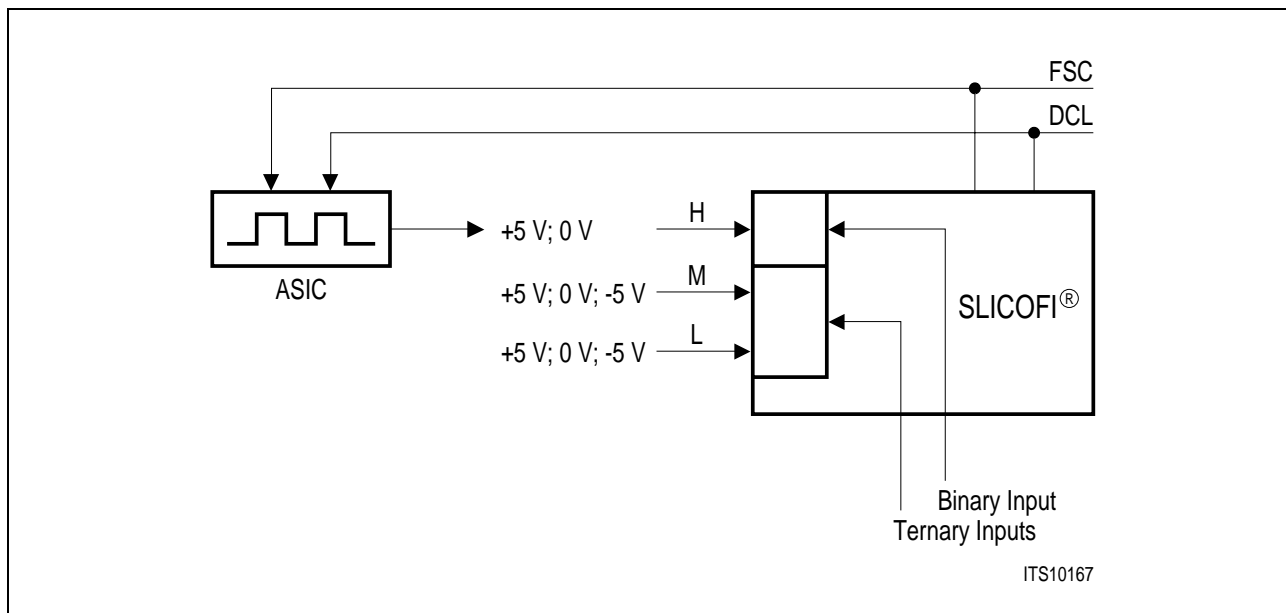 FSC
DCL
+5 V; 0 V
H
ASIC
+5 V; 0 V; -5 V
M
SLICOFI®
+5 V; 0 V; -5 V
L
Binary Input
Ternary Inputs
ITS10167